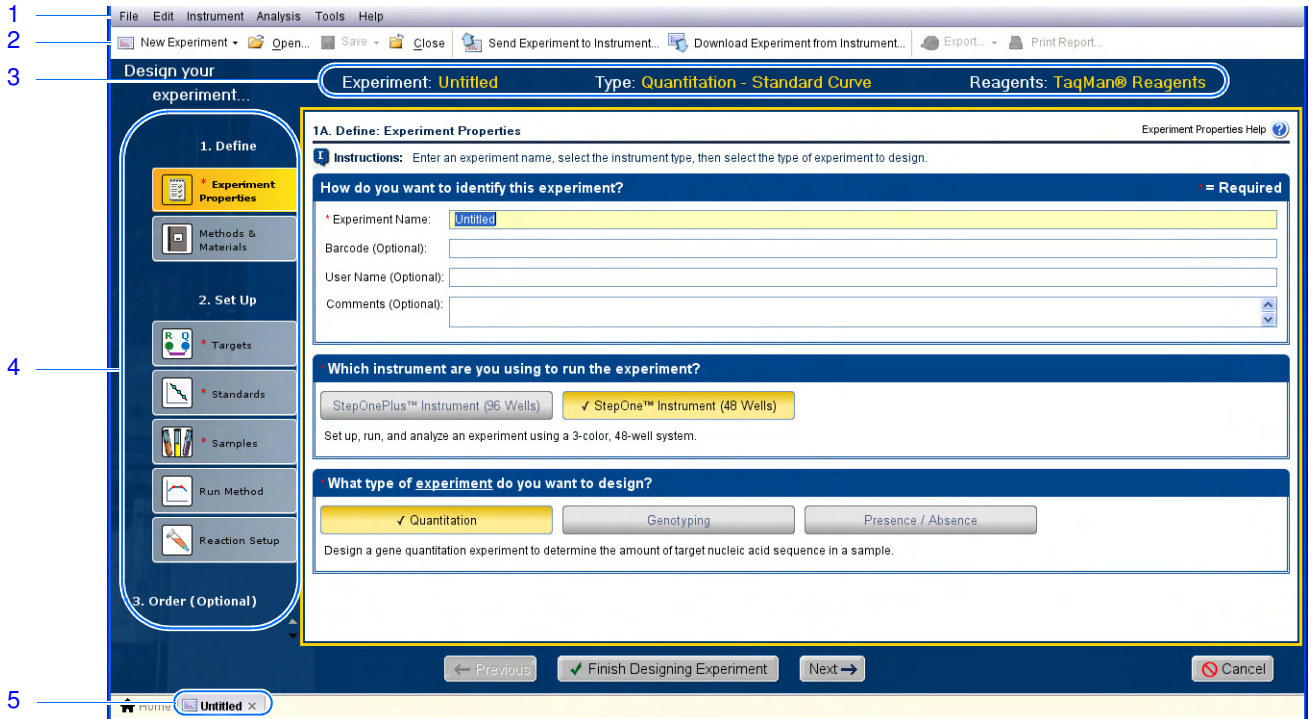 1
File Edit Instrument Analysis Tools Help
2
New Experiment Open... Save Close Send Experiment to Instrument... Download Experiment from Instrument... Export... Print Report...
3
Design your
experiment...
Experiment: Untitled Type: Quantitation - Standard Curve Reagents: TaqMan® Reagents
4
1. Define
* Experiment
Properties
Methods &
Materials
2. Set Up
R Q
* Targets
* Standards
* Samples
Run Method
Reaction Setup
3. Order (Optional)
1A. Define: Experiment Properties
Experiment Properties Help ?
Instructions: Enter an experiment name, select the instrument type, then select the type of experiment to design.
How do you want to identify this experiment? * = Required
* Experiment Name: Untitled
Barcode (Optional):
User Name (Optional):
Comments (Optional):
* Which instrument are you using to run the experiment?
StepOnePlus™ Instrument (96 Wells) ✓ StepOne™ Instrument (48 Wells)
Set up, run, and analyze an experiment using a 3-color, 48-well system.
* What type of experiment do you want to design?
✓ Quantitation Genotyping Presence / Absence
Design a gene quantitation experiment to determine the amount of target nucleic acid sequence in a sample.
← Previous ✓ Finish Designing Experiment Next → Cancel
5
Home Untitled ×